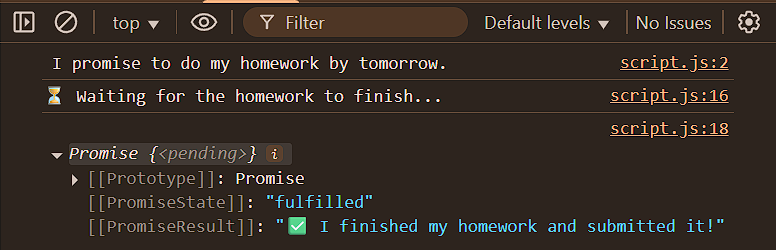 top ▼ Filter Default levels ▼ No Issues
I promise to do my homework by tomorrow. script.js:2
⏳ Waiting for the homework to finish... script.js:16
script.js:18
▼ Promise {<pending>} i
▶ [[Prototype]]: Promise
[[PromiseState]]: "fulfilled"
[[PromiseResult]]: "✅ I finished my homework and submitted it!"